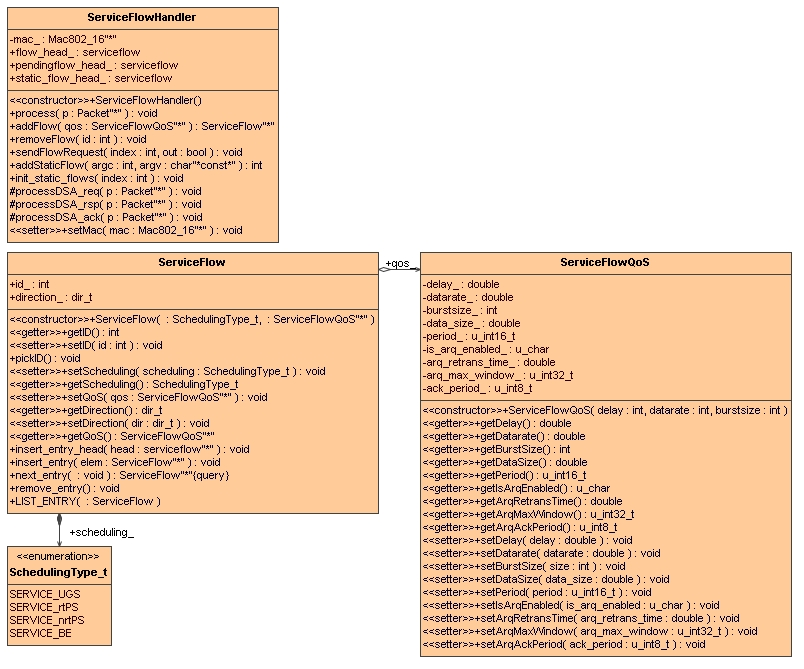 ServiceFlowHandler
-mac_ : Mac802_16"*"
+flow_head_ : serviceflow
+pendingflow_head_ : serviceflow
+static_flow_head_ : serviceflow
<<constructor>>+ServiceFlowHandler()
+process( p : Packet"*" ) : void
+addFlow( qos : ServiceFlowQoS"*" ) : ServiceFlow"*"
+removeFlow( id : int ) : void
+sendFlowRequest( index : int, out : bool ) : void
+addStaticFlow( argc : int, argv : char"*const*" ) : int
+init_static_flows( index : int ) : void
#processDSA_req( p : Packet"*" ) : void
#processDSA_rsp( p : Packet"*" ) : void
#processDSA_ack( p : Packet"*" ) : void
<<setter>>+setMac( mac : Mac802_16"*" ) : void
ServiceFlow
+id_ : int
+direction_ : dir_t
<<constructor>>+ServiceFlow(  : SchedulingType_t,  : ServiceFlowQoS"*" )
<<getter>>+getID() : int
<<setter>>+setID( id : int ) : void
+pickID() : void
<<setter>>+setScheduling( scheduling : SchedulingType_t ) : void
<<getter>>+getScheduling() : SchedulingType_t
<<setter>>+setQoS( qos : ServiceFlowQoS"*" ) : void
<<getter>>+getDirection() : dir_t
<<setter>>+setDirection( dir : dir_t ) : void
<<getter>>+getQoS() : ServiceFlowQoS"*"
+insert_entry_head( head : serviceflow"*" ) : void
+insert_entry( elem : ServiceFlow"*" ) : void
+next_entry(  : void ) : ServiceFlow"*"{query}
+remove_entry() : void
+LIST_ENTRY(  : ServiceFlow )
+qos_
ServiceFlowQoS
-delay_ : double
-datarate_ : double
-burstsize_ : int
-data_size_ : double
-period_ : u_int16_t
-is_arq_enabled_ : u_char
-arq_retrans_time_ : double
-arq_max_window_ : u_int32_t
-ack_period_ : u_int8_t
<<constructor>>+ServiceFlowQoS( delay : int, datarate : int, burstsize : int )
<<getter>>+getDelay() : double
<<getter>>+getDatarate() : double
<<getter>>+getBurstSize() : int
<<getter>>+getDataSize() : double
<<getter>>+getPeriod() : u_int16_t
<<getter>>+getIsArqEnabled() : u_char
<<getter>>+getArqRetransTime() : double
<<getter>>+getArqMaxWindow() : u_int32_t
<<getter>>+getArqAckPeriod() : u_int8_t
<<setter>>+setDelay( delay : double ) : void
<<setter>>+setDatarate( datarate : double ) : void
<<setter>>+setBurstSize( size : int ) : void
<<setter>>+setDataSize( data_size : double ) : void
<<setter>>+setPeriod( period : u_int16_t ) : void
<<setter>>+setIsArqEnabled( is_arq_enabled : u_char ) : void
<<setter>>+setArqRetransTime( arq_retrans_time : double ) : void
<<setter>>+setArqMaxWindow( arq_max_window : u_int32_t ) : void
<<setter>>+setArqAckPeriod( ack_period : u_int8_t ) : void
+scheduling_
<<enumeration>>
SchedulingType_t
SERVICE_UGS
SERVICE_rtPS
SERVICE_nrtPS
SERVICE_BE